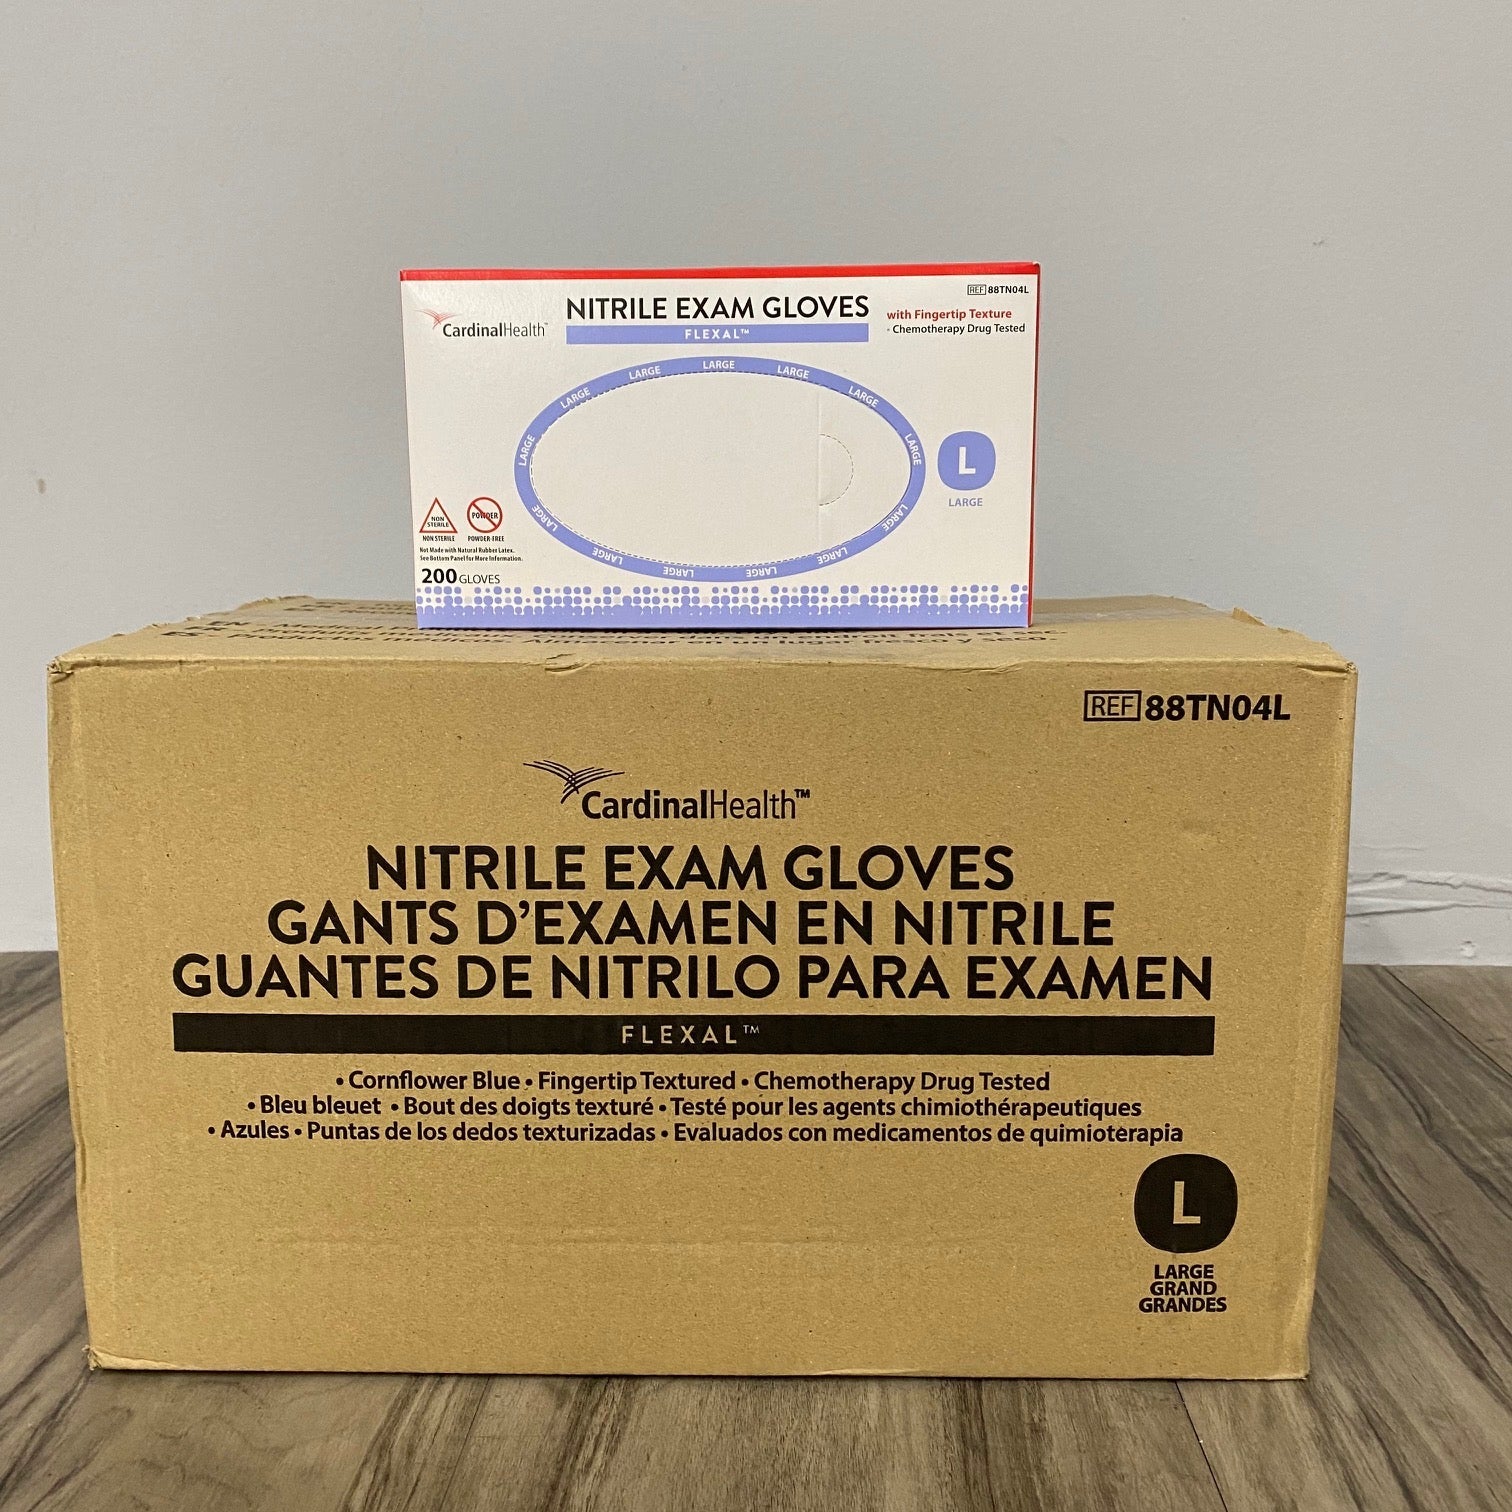 REF 88TN04L
CardinalHealth™
NITRILE EXAM GLOVES
FLEXAL™
with Fingertip Texture
- Chemotherapy Drug Tested
LARGE LARGE LARGE LARGE LARGE LARGE LARGE LARGE LARGE LARGE LARGE LARGE LARGE
L
LARGE
NON STERILE
POWDER
NON STERILE
POWDER-FREE
Not Made with Natural Rubber Latex.
See Bottom Panel for More Information.
200 GLOVES
REF 88TN04L
CardinalHealth™
NITRILE EXAM GLOVES
GANTS D'EXAMEN EN NITRILE
GUANTES DE NITRILO PARA EXAMEN
FLEXAL™
• Cornflower Blue • Fingertip Textured • Chemotherapy Drug Tested
• Bleu bleuet • Bout des doigts texturé • Testé pour les agents chimiothérapeutiques
• Azules • Puntas de los dedos texturizadas • Evaluados con medicamentos de quimioterapia
L
LARGE
GRAND
GRANDES